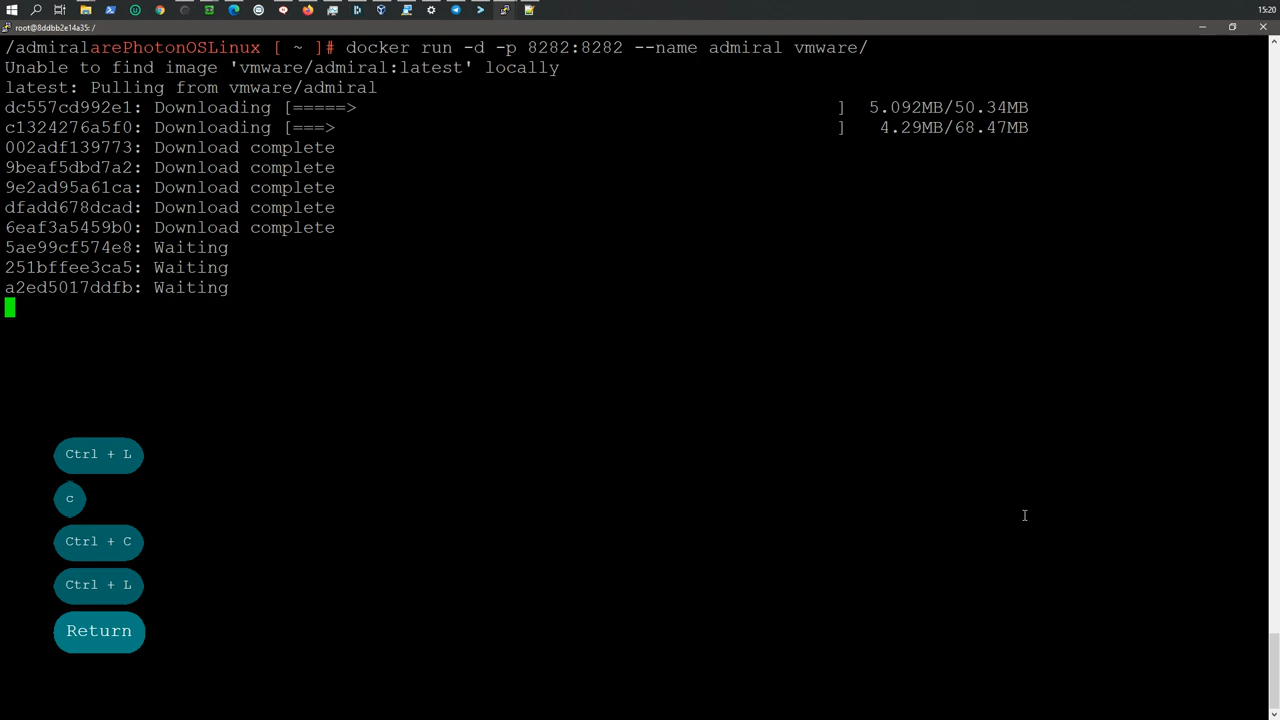 15:20
root@8ddbb2e14a35: /
/admiralarePhotonOSLinux [ ~ ]# docker run -d -p 8282:8282 --name admiral vmware/
Unable to find image 'vmware/admiral:latest' locally
latest: Pulling from vmware/admiral
dc557cd992e1: Downloading [=====>                                              ]  5.092MB/50.34MB
c1324276a5f0: Downloading [===>                                                ]   4.29MB/68.47MB
002adf139773: Download complete
9beaf5dbd7a2: Download complete
9e2ad95a61ca: Download complete
dfadd678dcad: Download complete
6eaf3a5459b0: Download complete
5ae99cf574e8: Waiting
251bffee3ca5: Waiting
a2ed5017ddfb: Waiting
Ctrl + L
c
Ctrl + C
Ctrl + L
Return